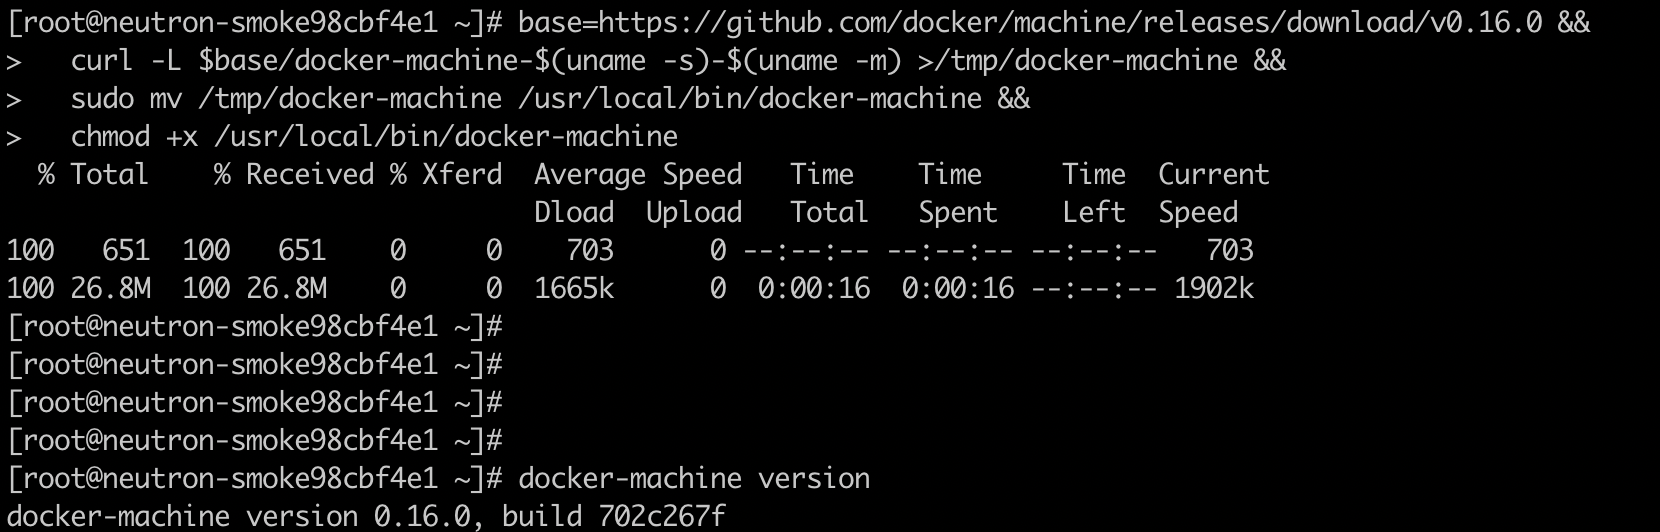 [root@neutron-smoke98cbf4e1 ~]# base=https://github.com/docker/machine/releases/download/v0.16.0 &&
>   curl -L $base/docker-machine-$(uname -s)-$(uname -m) >/tmp/docker-machine &&
>   sudo mv /tmp/docker-machine /usr/local/bin/docker-machine &&
>   chmod +x /usr/local/bin/docker-machine
  % Total    % Received % Xferd  Average Speed   Time    Time     Time  Current
                                 Dload  Upload   Total   Spent    Left  Speed
100   651  100   651    0     0    703      0 --:--:-- --:--:-- --:--:--   703
100 26.8M  100 26.8M    0     0  1665k      0  0:00:16  0:00:16 --:--:-- 1902k
[root@neutron-smoke98cbf4e1 ~]#
[root@neutron-smoke98cbf4e1 ~]#
[root@neutron-smoke98cbf4e1 ~]#
[root@neutron-smoke98cbf4e1 ~]#
[root@neutron-smoke98cbf4e1 ~]# docker-machine version
docker-machine version 0.16.0, build 702c267f